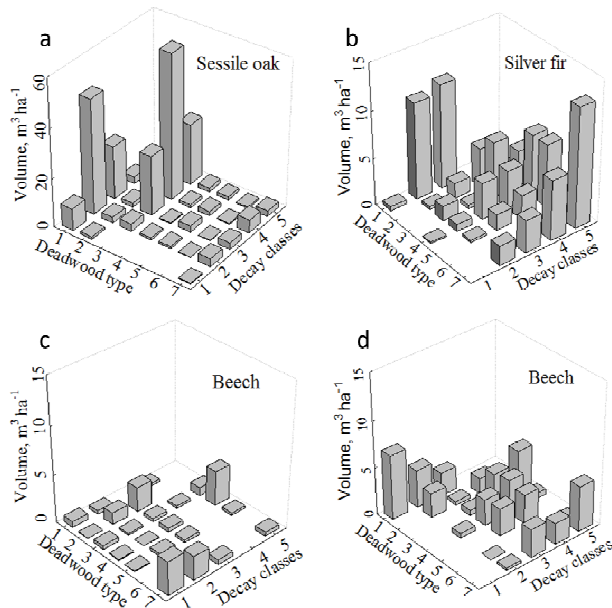 a
Sessile oak
60
40
20
0
Volume, m³ ha⁻¹
1 2 3 4 5 6 7
Deadwood type
1 2 3 4 5
Decay classes
b
Silver fir
15
10
5
0
Volume, m³ ha⁻¹
1 2 3 4 5 6 7
Deadwood type
1 2 3 4 5
Decay classes
c
Beech
15
10
5
0
Volume, m³ ha⁻¹
1 2 3 4 5 6 7
Deadwood type
1 2 3 4 5
Decay classes
d
Beech
15
10
5
0
Volume, m³ ha⁻¹
1 2 3 4 5 6 7
Deadwood type
1 2 3 4 5
Decay classes